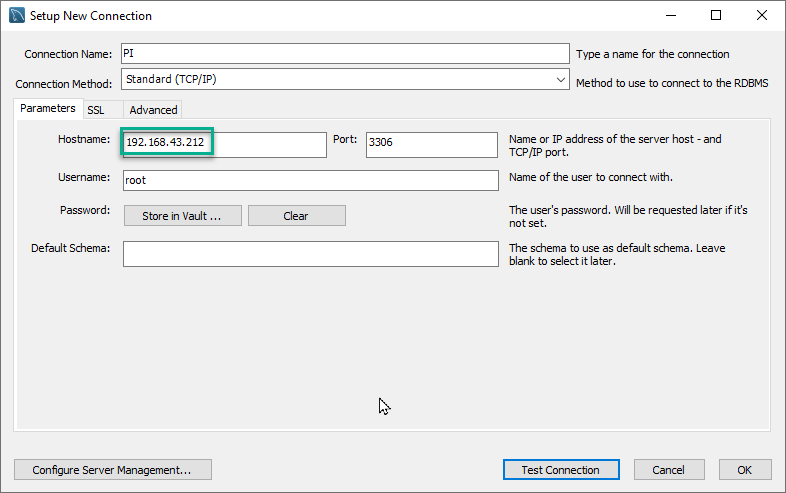 Setup New Connection
Connection Name: PI Type a name for the connection
Connection Method: Standard (TCP/IP) Method to use to connect to the RDBMS
Parameters SSL Advanced
Hostname: 192.168.43.212 Port: 3306 Name or IP address of the server host - and
TCP/IP port.
Username: root Name of the user to connect with.
Password: Store in Vault ... Clear The user's password. Will be requested later if it's
not set.
Default Schema: The schema to use as default schema. Leave
blank to select it later.
Configure Server Management... Test Connection Cancel OK